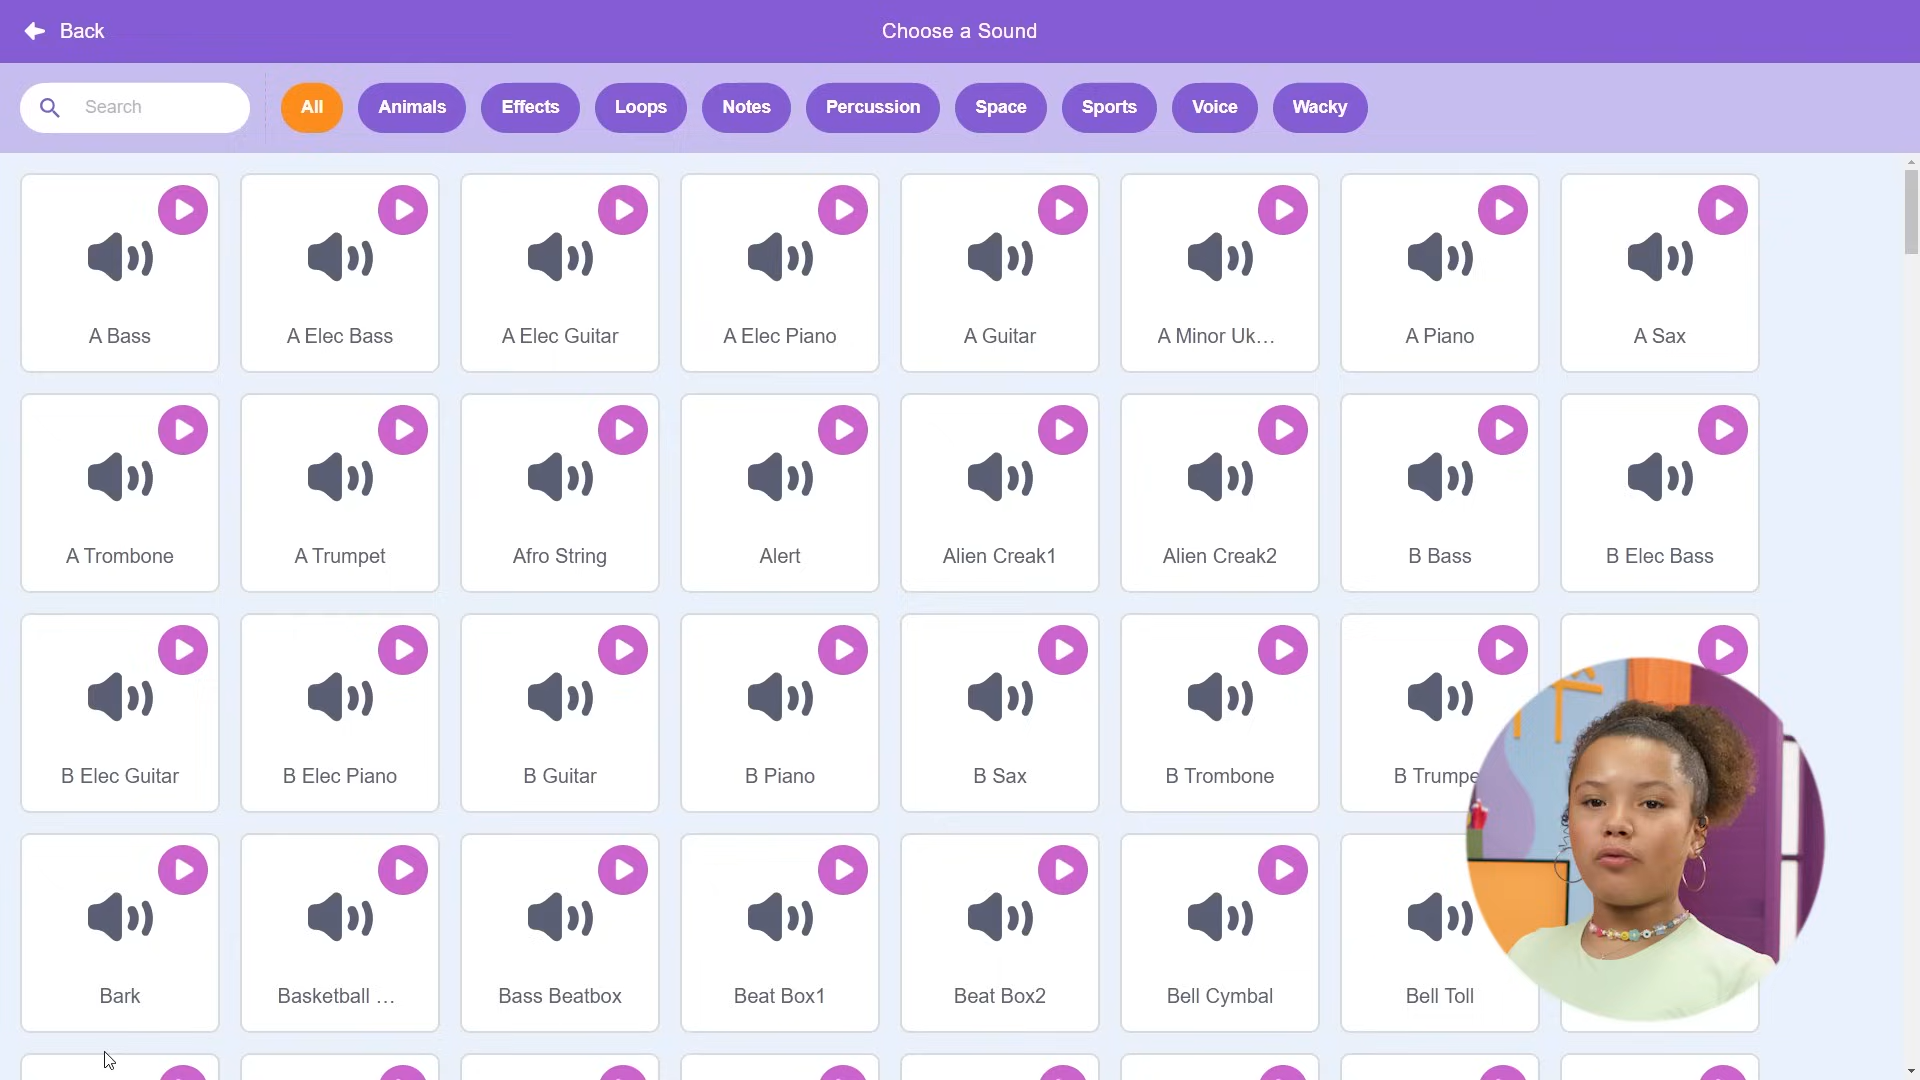 Back
Choose a Sound
Search
All
Animals
Effects
Loops
Notes
Percussion
Space
Sports
Voice
Wacky
A Bass
A Elec Bass
A Elec Guitar
A Elec Piano
A Guitar
A Minor Uk...
A Piano
A Sax
A Trombone
A Trumpet
Afro String
Alert
Alien Creak1
Alien Creak2
B Bass
B Elec Bass
B Elec Guitar
B Elec Piano
B Guitar
B Piano
B Sax
B Trombone
B Trumpe
Bark
Basketball ...
Bass Beatbox
Beat Box1
Beat Box2
Bell Cymbal
Bell Toll